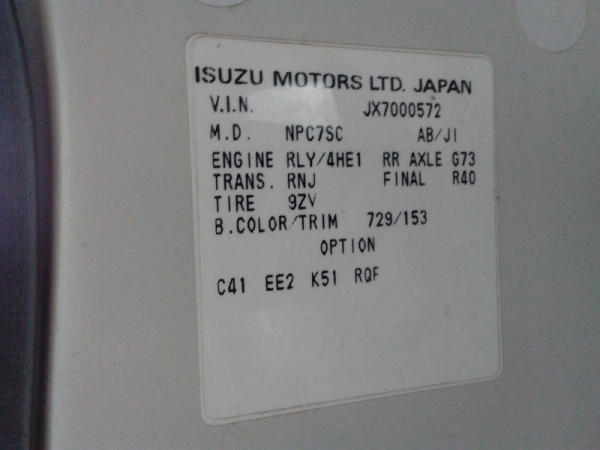 ISUZU MOTORS LTD. JAPAN
V.I.N. JX7000572
M.D. NPC7SC AB/JI
ENGINE RLY/4HE1 RR AXLE G73
TRANS. RNJ FINAL R40
TIRE 9ZV
B.COLOR/TRIM 729/153
OPTION
C41 EE2 K51 RQF